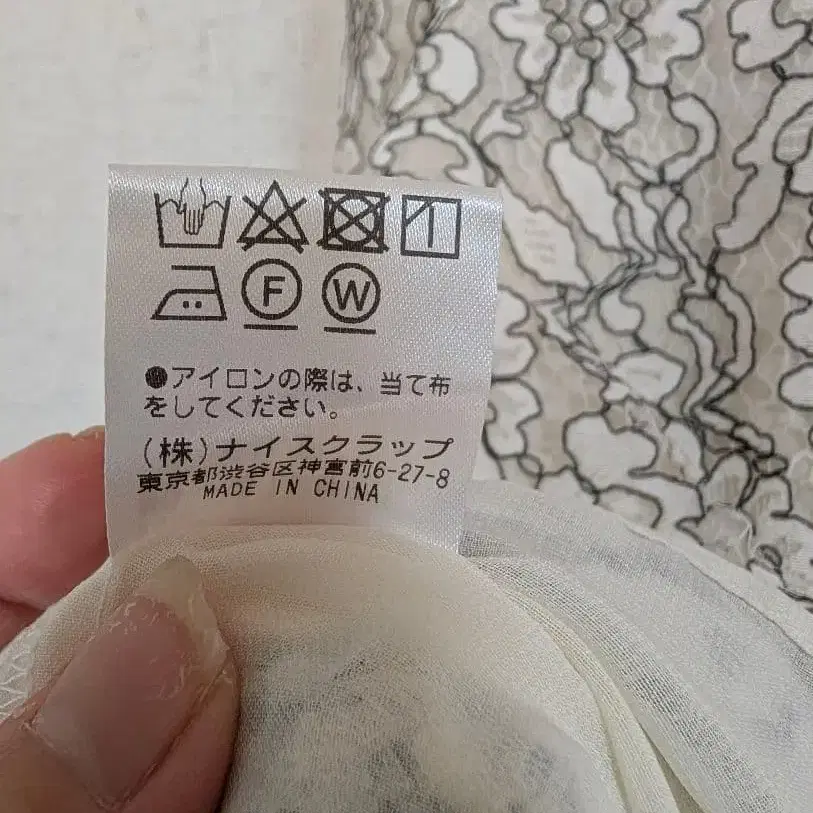 F W
●アイロンの際は、当て布
をしてください。
(株)ナイスクラップ
東京都渋谷区神宮前6-27-8
MADE IN CHINA